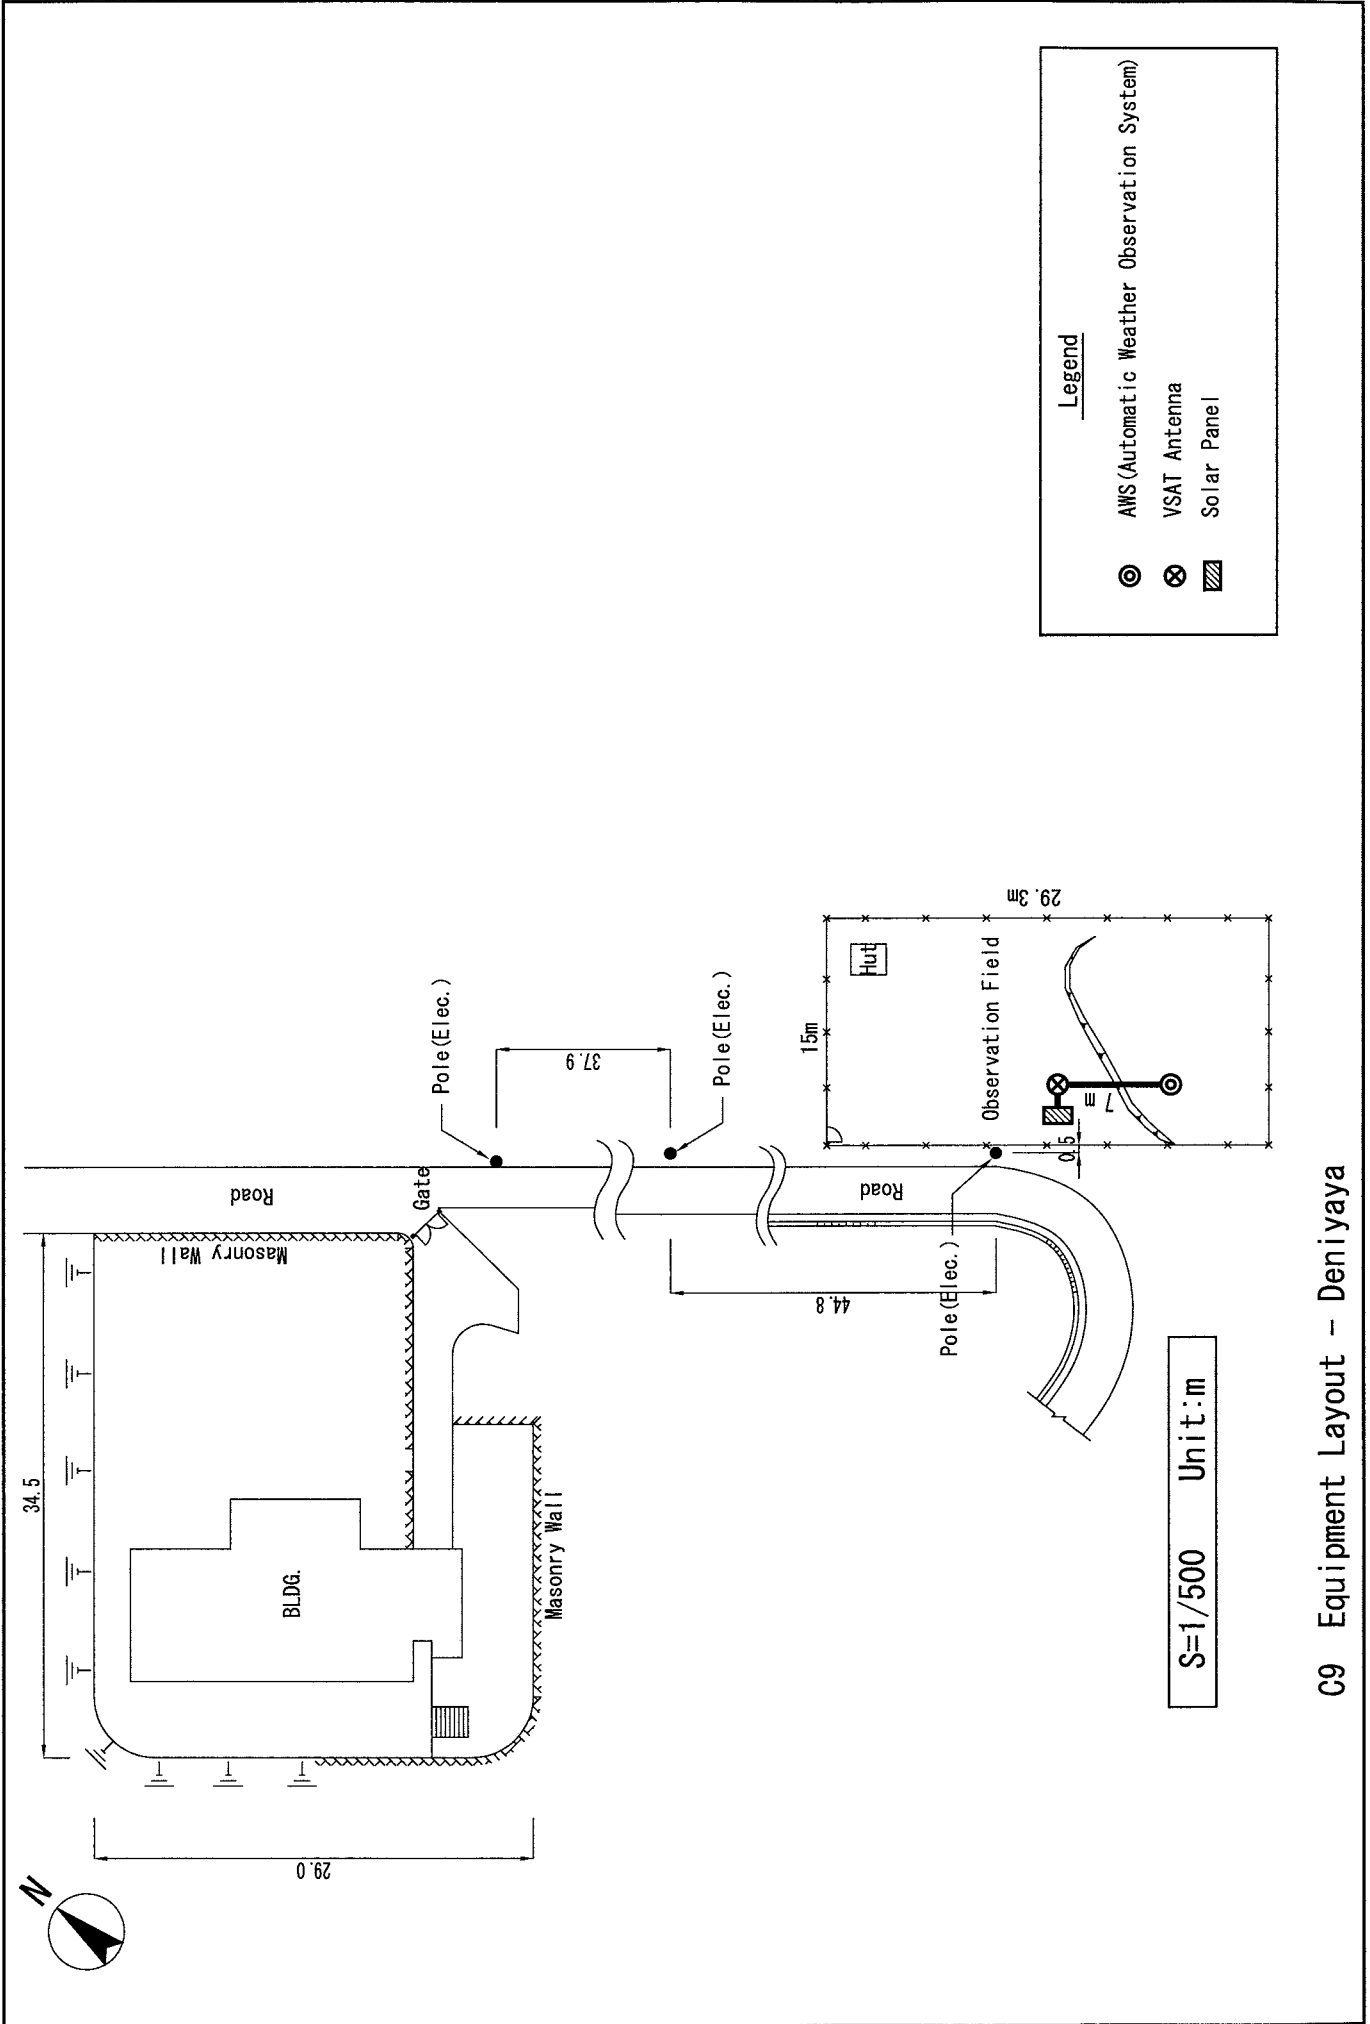 N
34.5
29.0
BLDG.
Masonry Wall
Masonry Wall
Road
Gate
Pole(Elec.)
37.9
Pole(Elec.)
44.8
Road
Pole(Elec.)
15m
Hut
29.3m
Observation Field
7 m
0.5
Legend
AWS(Automatic Weather Observation System)
VSAT Antenna
Solar Panel
S=1/500 Unit:m
C9 Equipment Layout - Deniyaya